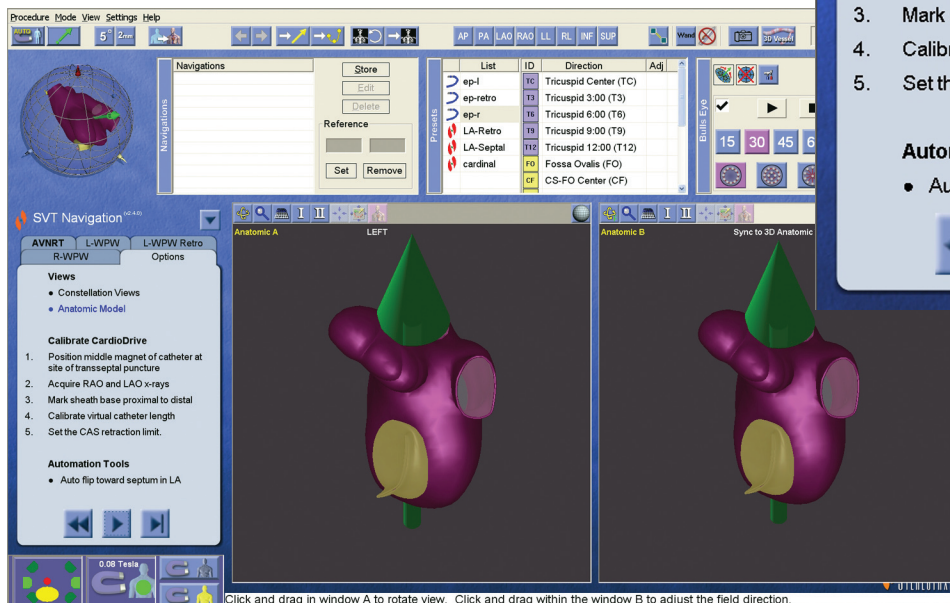 Procedure Mode View Settings Help
AUTO 5° 2mm AP PA LAO RAO LL RL INF SUP Wand 3D Vessel
Navigations
Navigations
Store
Edit
Delete
Reference
Set Remove
Presets
List ID Direction Adj
ep-l TC Tricuspid Center (TC)
ep-retro T3 Tricuspid 3:00 (T3)
ep-r T6 Tricuspid 6:00 (T6)
LA-Retro T9 Tricuspid 9:00 (T9)
LA-Septal T12 Tricuspid 12:00 (T12)
cardinal FO Fossa Ovalis (FO)
CF CS-FO Center (CF)
Bulls Eye
15 30 45 6
3. Mark
4. Calibr
5. Set th
Autor
• Au
SVT Navigation (v2.4.0)
AVNRT L-WPW L-WPW Retro
R-WPW Options
Views
• Constellation Views
• Anatomic Model
Calibrate CardioDrive
1. Position middle magnet of catheter at
site of transseptal puncture
2. Acquire RAO and LAO x-rays
3. Mark sheath base proximal to distal
4. Calibrate virtual catheter length
5. Set the CAS retraction limit.
Automation Tools
• Auto flip toward septum in LA
0.08 Tesla
I II
Anatomic A LEFT
I II
Anatomic B Sync to 3D Anatomic
Click and drag in window A to rotate view. Click and drag within the window B to adjust the field direction.